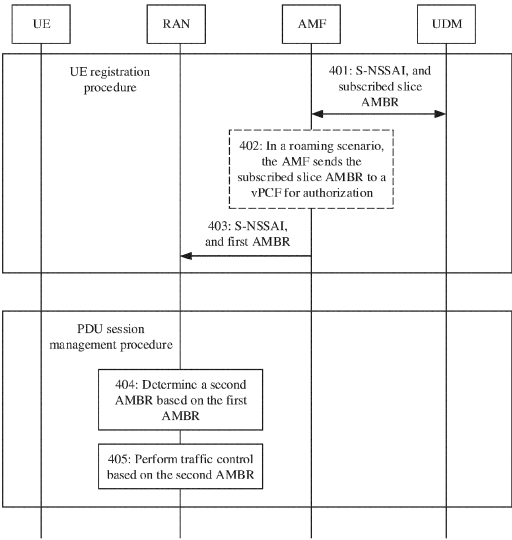 UE
RAN
AMF
UDM
UE registration
procedure
401: S-NSSAI, and
subscribed slice
AMBR
402: In a roaming scenario,
the AMF sends the
subscribed slice AMBR to a
vPCF for authorization
403: S-NSSAI,
and first AMBR
PDU session
management procedure
404: Determine a second
AMBR based on the first
AMBR
405: Perform traffic control
based on the second AMBR